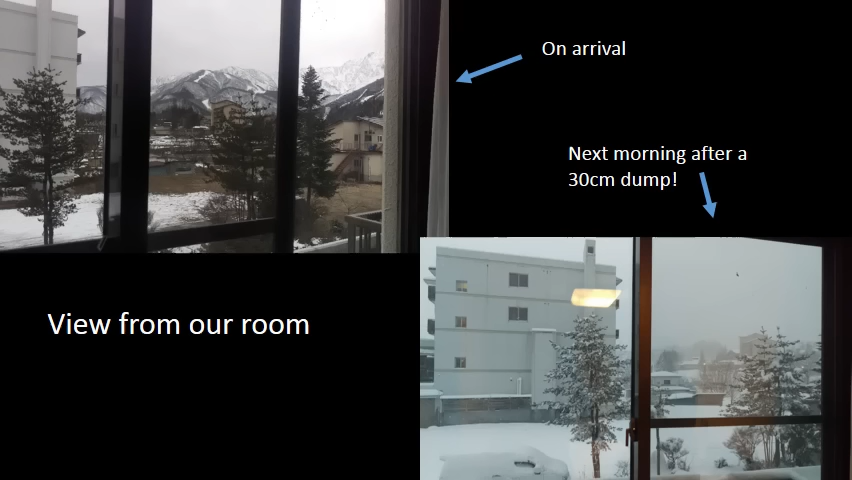 On arrival
Next morning after a
30cm dump!
View from our room